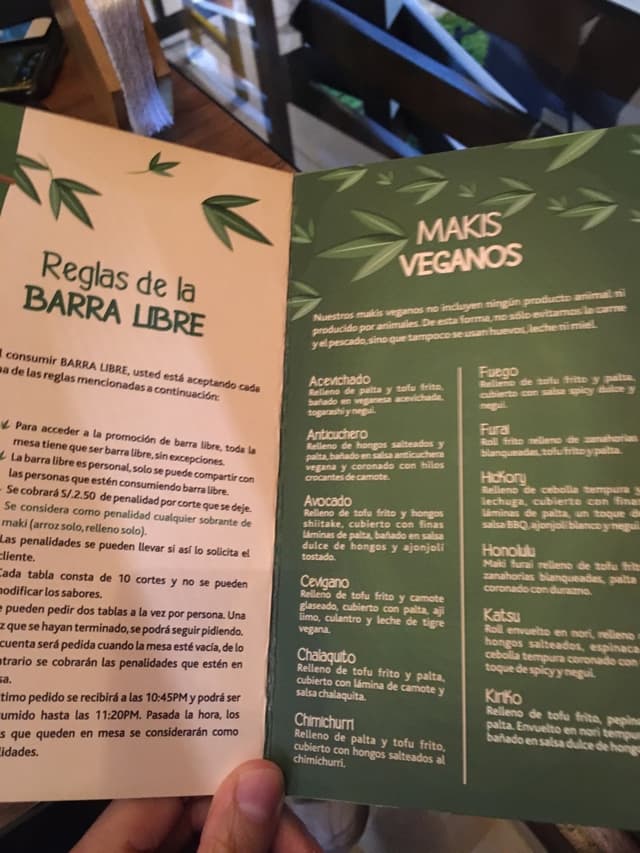 Reglas de la
BARRA LIBRE
l consumir BARRA LIBRE, usted está aceptando cada
a de las reglas mencionadas a continuación:
Para acceder a la promoción de barra libre, toda la
mesa tiene que ser barra libre, sin excepciones.
La barra libre es personal, solo se puede compartir con
las personas que estén consumiendo barra libre.
Se cobrará S/.2.50 de penalidad por corte que se deje.
Se considera como penalidad cualquier sobrante de
maki (arroz solo, relleno solo).
Las penalidades se pueden llevar si así lo solicita el
cliente.
Cada tabla consta de 10 cortes y no se pueden
modificar los sabores.
e pueden pedir dos tablas a la vez por persona. Una
z que se hayan terminado, se podrá seguir pidiendo.
cuenta será pedida cuando la mesa esté vacía, de lo
ntrario se cobrarán las penalidades que estén en
sa.
timo pedido se recibirá a las 10:45PM y podrá ser
umido hasta las 11:20PM. Pasada la hora, los
s que queden en mesa se considerarán como
lidades.
MAKIS
VEGANOS
Nuestros makis veganos no incluyen ningún producto animal ni
producido por animales. De esta forma, no sólo evitamos la carne
y el pescado, sino que tampoco se usan huevos, leche ni miel.
Acevichado
Relleno de palta y tofu frito,
bañado en veganesa acevichada,
togarashi y negui.
Anticuchero
Relleno de hongos salteados y
palta, bañado en salsa anticuchera
vegana y coronado con hilos
crocantes de camote.
Avocado
Relleno de tofu frito y hongos
shiitake, cubierto con finas
láminas de palta, bañado en salsa
dulce de hongos y ajonjolí
tostado.
Cevigano
Relleno de tofu frito y camote
glaseado, cubierto con palta, ají
limo, culantro y leche de tigre
vegana.
Chalaquito
Relleno de tofu frito y palta,
cubierto con lámina de camote y
salsa chalaquita.
Chimichurri
Relleno de palta y tofu frito,
cubierto con hongos salteados al
chimichurri.
Fuego
Relleno de tofu frito y palta,
cubierto con salsa spicy dulce y
negui.
Furai
Roll frito relleno de zanahorias
blanqueadas, tofu frito y palta.
Hickory
Relleno de cebolla tempura y
lechuga, cubierto con finas
láminas de palta, un toque de
salsa BBQ, ajonjolí blanco y negro
Honolulu
Maki furai relleno de tofu frito
zanahorias blanqueadas, palta
coronado con durazno.
Katsu
Roll envuelto en nori, relleno
hongos salteados, espinaca
cebolla tempura coronado con
toque de spicy y negui.
Kiriko
Relleno de tofu frito, pepin
palta. Envuelto en nori tempur
bañado en salsa dulce de hong